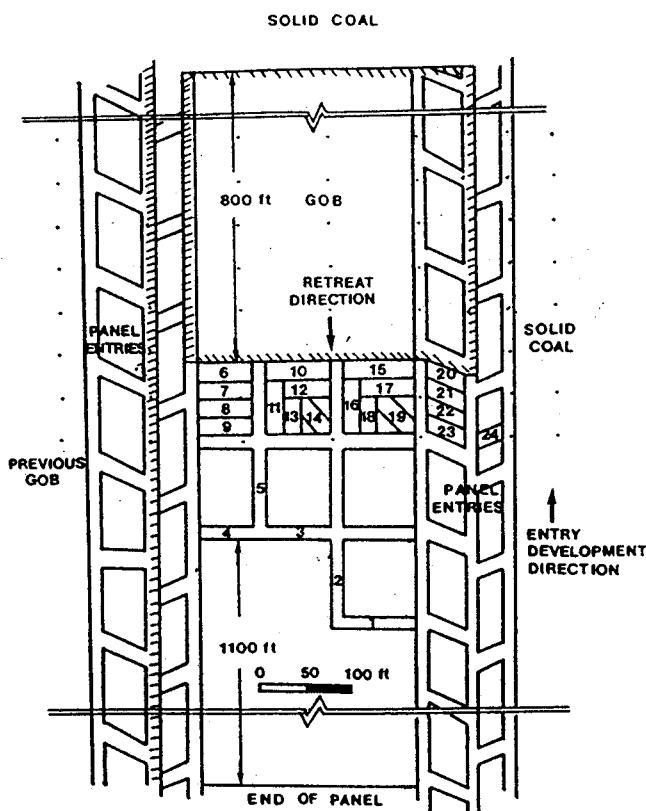 SOLID COAL
800 ft
GOB
RETREAT
DIRECTION
PANEL
ENTRIES
SOLID
COAL
6
10
15
20
7
12
17
21
8
11
13
14
16
18
19
22
9
23
24
PREVIOUS
GOB
5
PANEL
ENTRIES
4
3
ENTRY
DEVELOPMENT
DIRECTION
2
1
1100 ft
0 50 100 ft
END OF PANEL